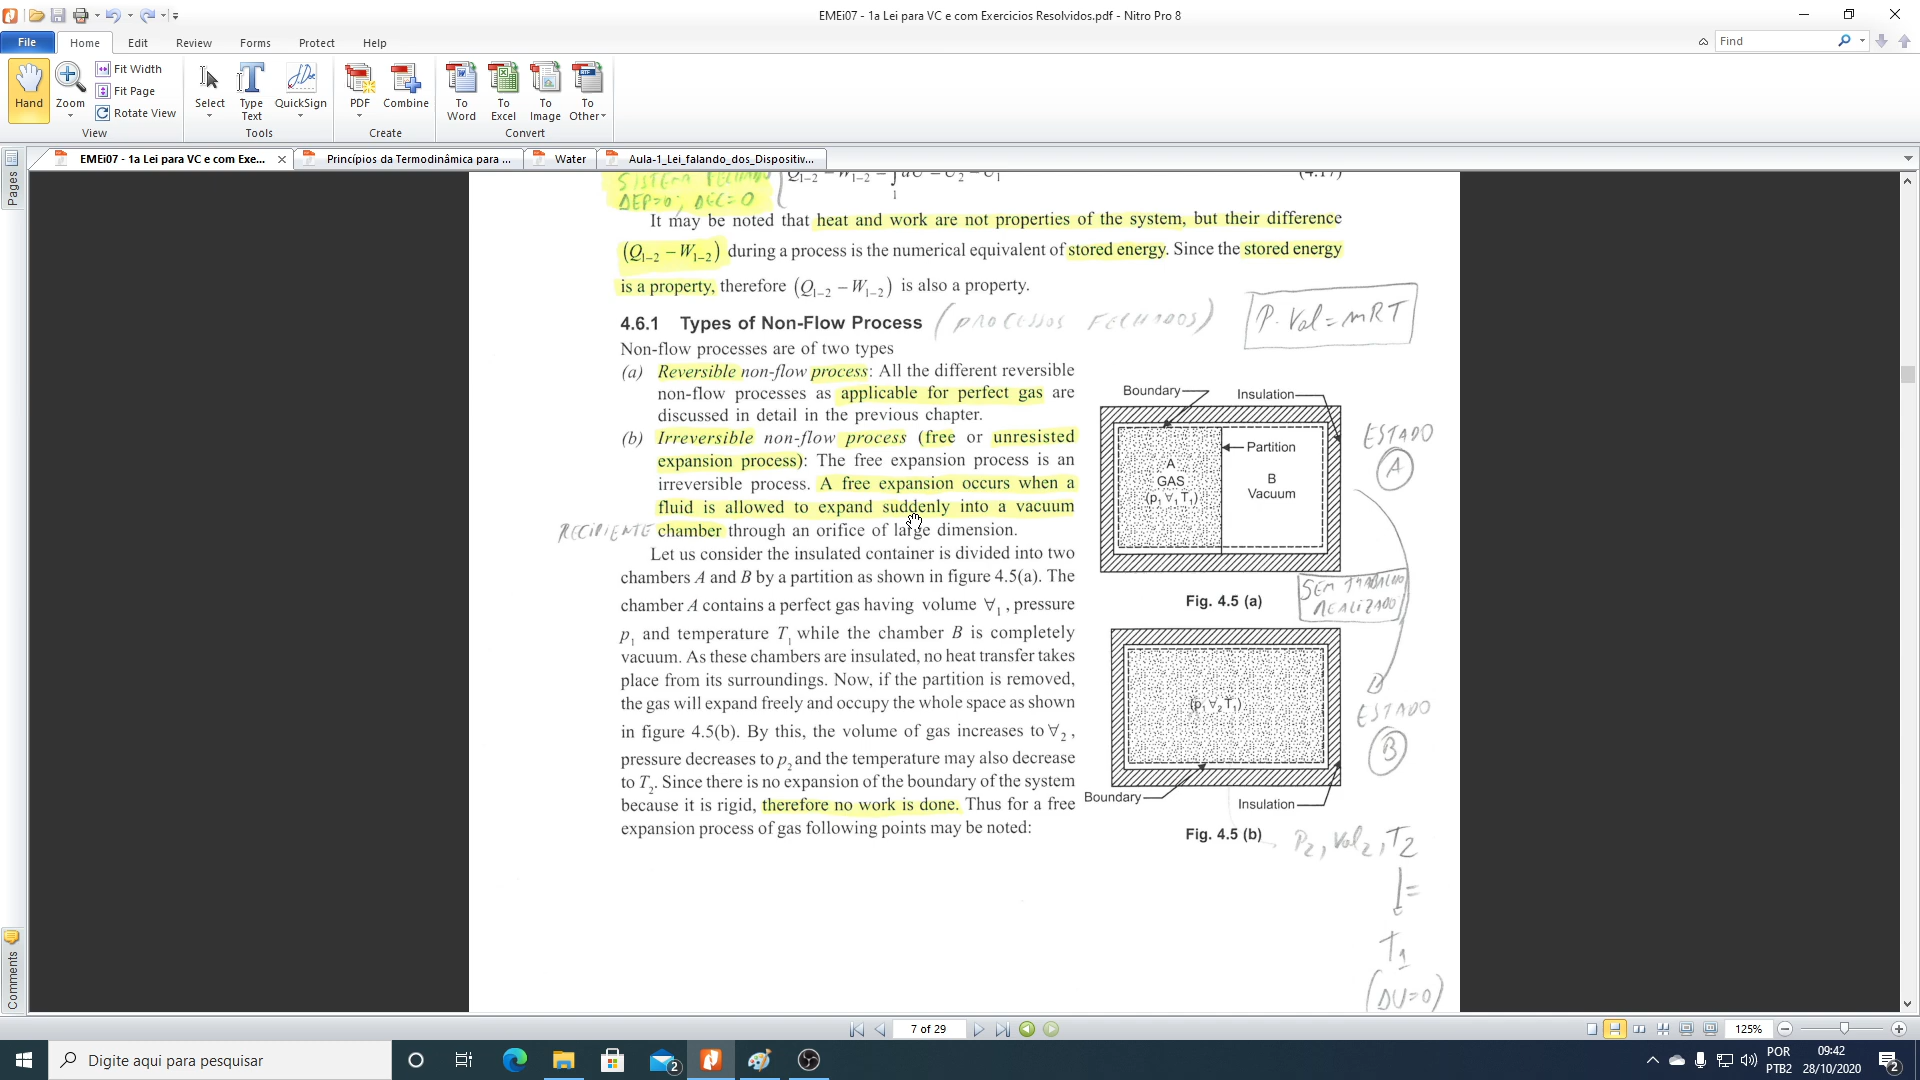 EMEi07 - 1a Lei para VC e com Exercicios Resolvidos.pdf - Nitro Pro 8
File Home Edit Review Forms Protect Help
Find
Hand
Zoom
Fit Width
Fit Page
Rotate View
View
Select
Type Text
QuickSign
Tools
PDF
Combine
Create
To Word
To Excel
To Image
To Other
Convert
EMEi07 - 1a Lei para VC e com Exe...
Princípios da Termodinâmica para ...
Water
Aula-1_Lei_falando_dos_Dispositiv...
Pages
Comments
SISTEMA FECHADO
ΔEP=0; ΔEC=0
It may be noted that heat and work are not properties of the system, but their difference
(Q1–2 – W1–2) during a process is the numerical equivalent of stored energy. Since the stored energy
is a property, therefore (Q1–2 – W1–2) is also a property.
4.6.1 Types of Non-Flow Process (PROCESSOS FECHADOS)
P. Val = mRT
Non-flow processes are of two types
(a) Reversible non-flow process: All the different reversible
non-flow processes as applicable for perfect gas are
discussed in detail in the previous chapter.
(b) Irreversible non-flow process (free or unresisted
expansion process): The free expansion process is an
irreversible process. A free expansion occurs when a
fluid is allowed to expand suddenly into a vacuum
RECIPIENTE chamber through an orifice of large dimension.
Let us consider the insulated container is divided into two
chambers A and B by a partition as shown in figure 4.5(a). The
chamber A contains a perfect gas having volume ∀1, pressure
p1 and temperature T1 while the chamber B is completely
vacuum. As these chambers are insulated, no heat transfer takes
place from its surroundings. Now, if the partition is removed,
the gas will expand freely and occupy the whole space as shown
in figure 4.5(b). By this, the volume of gas increases to ∀2,
pressure decreases to p2 and the temperature may also decrease
to T2. Since there is no expansion of the boundary of the system
because it is rigid, therefore no work is done. Thus for a free
expansion process of gas following points may be noted:
Boundary
Insulation
Partition
A
GAS
(p1 ∀1 T1)
B
Vacuum
ESTADO
A
Fig. 4.5 (a)
SEM TRABALHO
REALIZADO
(p1 ∀2 T1)
ESTADO
B
Boundary
Insulation
Fig. 4.5 (b)
P2, Val2, T2
T1
(ΔU=0)
7 of 29
125%
Digite aqui para pesquisar
2
POR
PTB2
09:42
28/10/2020
2